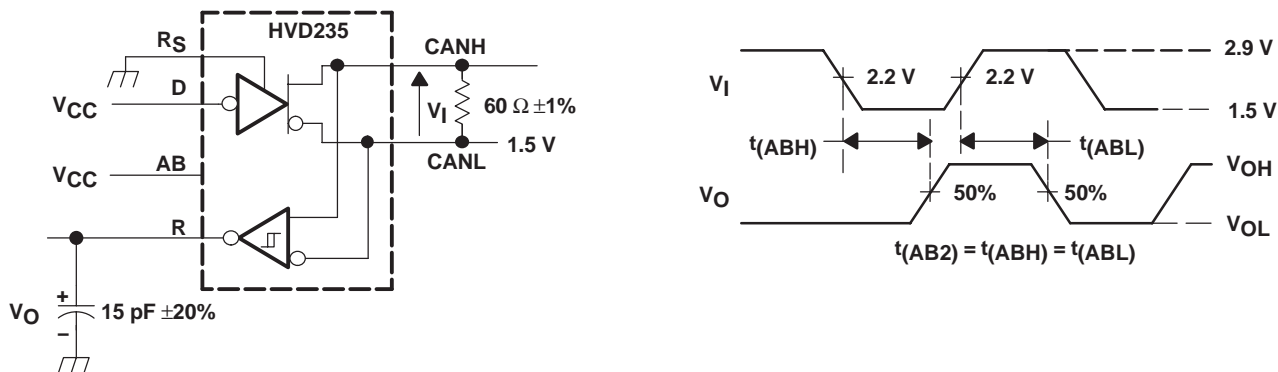 HVD235
RS
CANH
D
VCC
VI
60 Ω ±1%
1.5 V
CANL
VCC
AB
R
VO
+
15 pF ±20%
−
VI
2.2 V
2.2 V
2.9 V
1.5 V
t(ABH)
t(ABL)
VO
50%
50%
VOH
VOL
t(AB2) = t(ABH) = t(ABL)